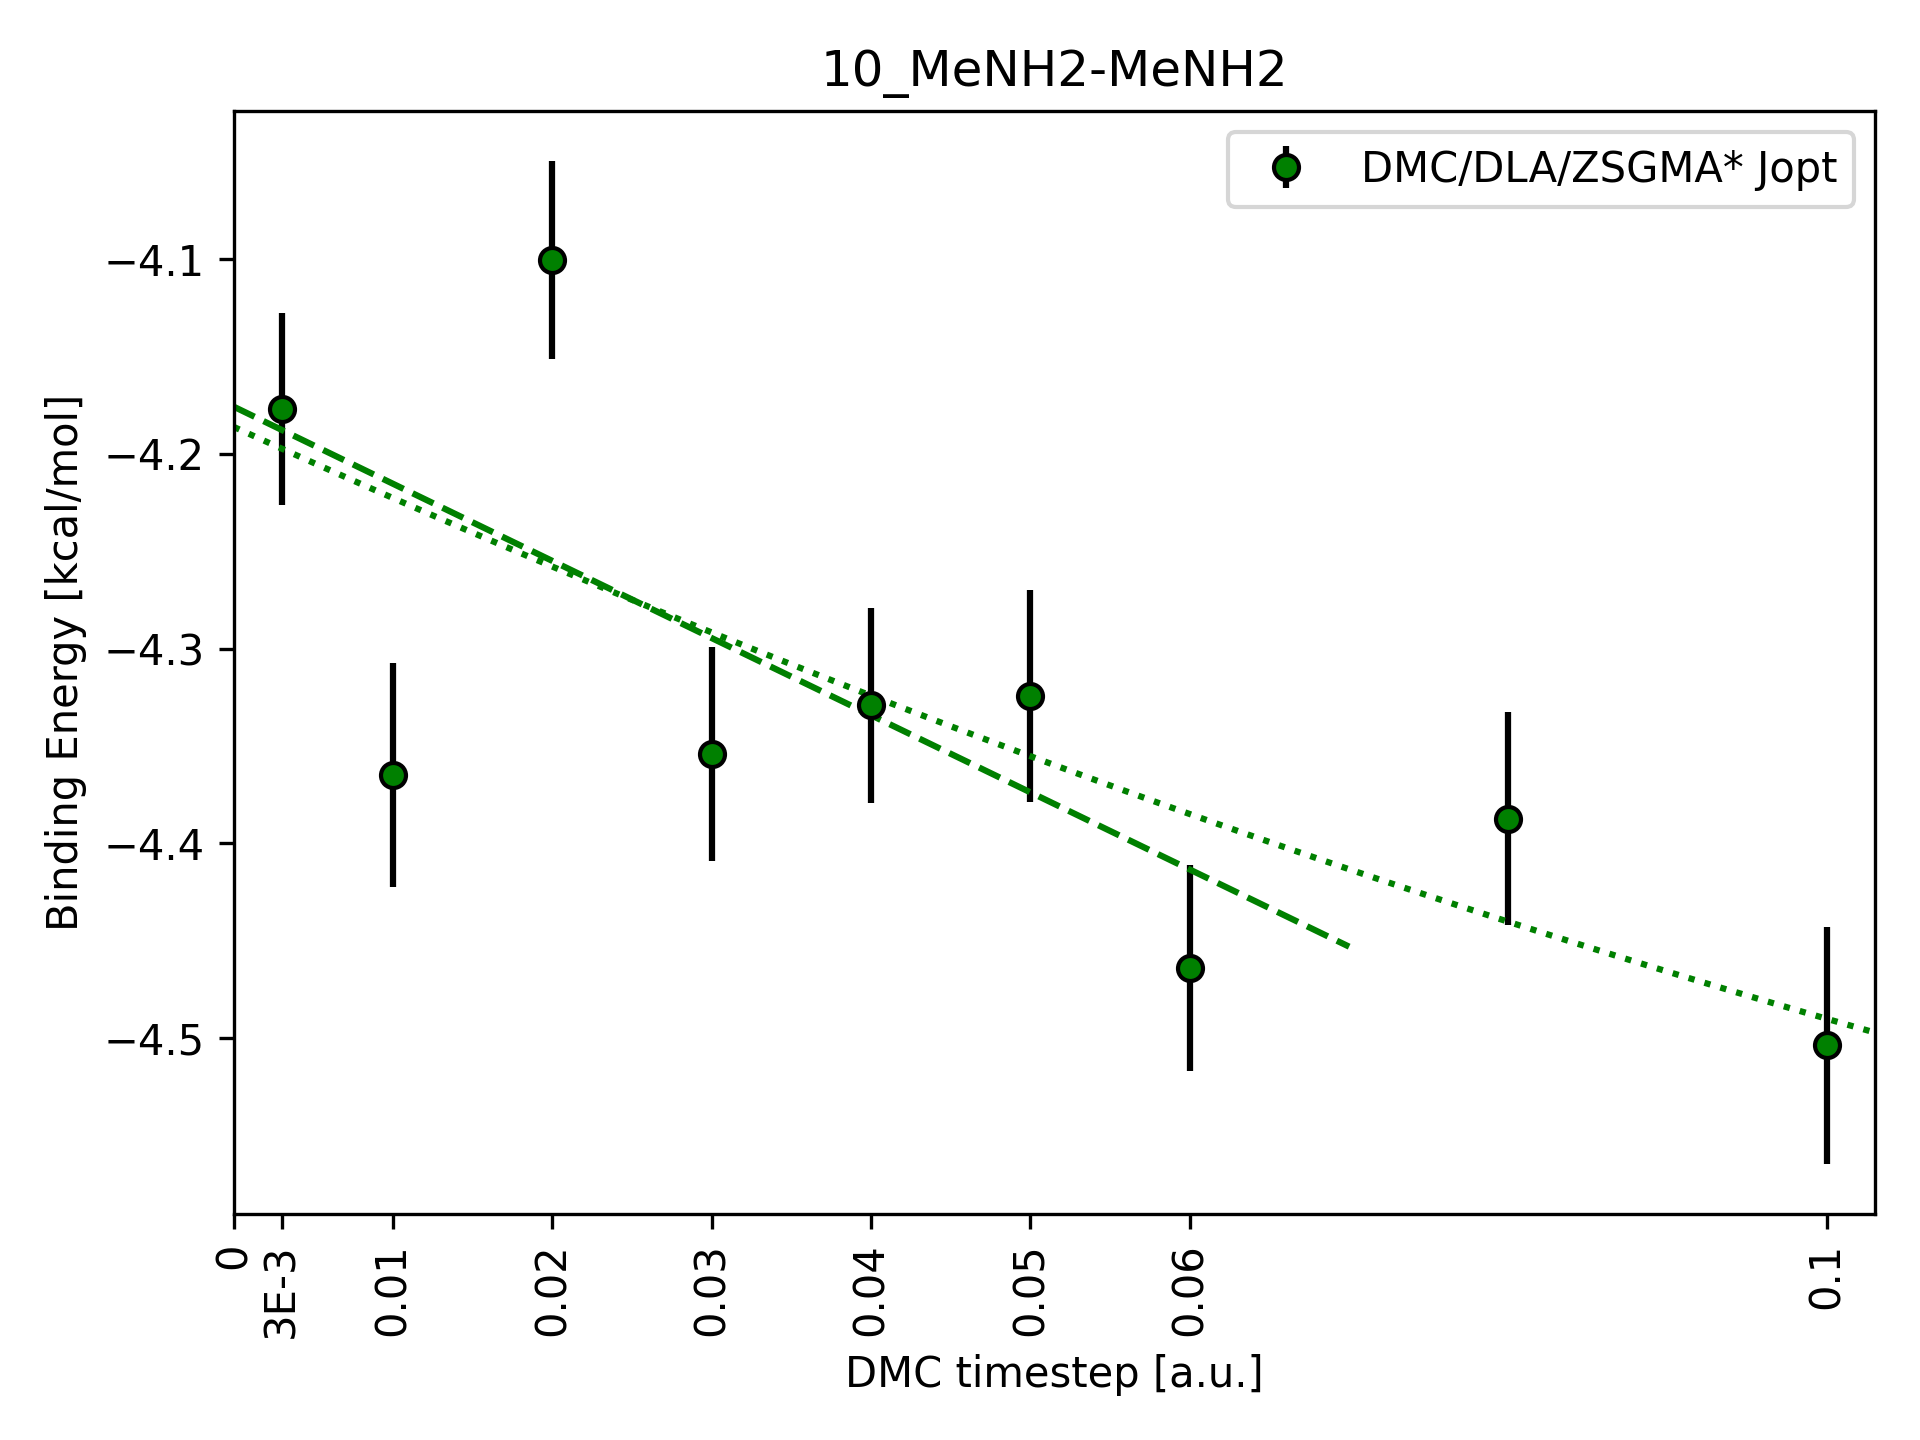 10_MeNH2-MeNH2
DMC/DLA/ZSGMA* Jopt
Binding Energy [kcal/mol]
−4.1
−4.2
−4.3
−4.4
−4.5
0
3E-3
0.01
0.02
0.03
0.04
0.05
0.06
0.1
DMC timestep [a.u.]